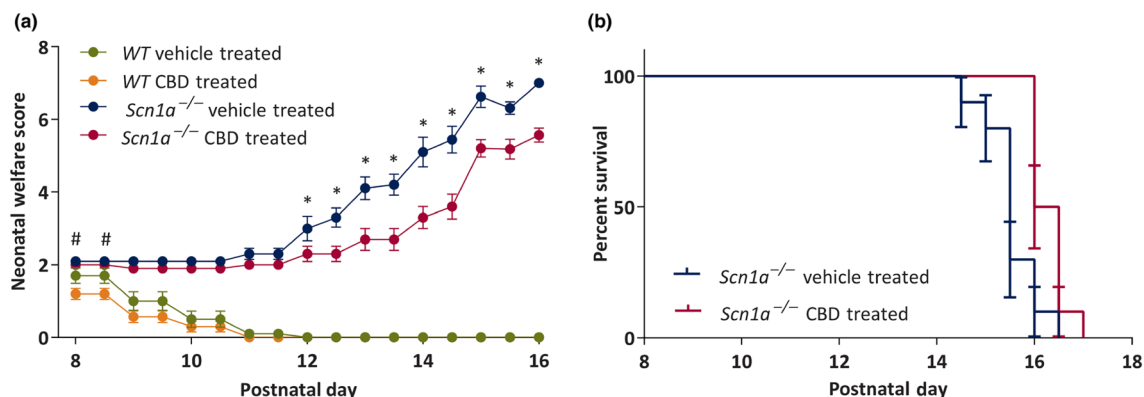 (a)
WT vehicle treated
WT CBD treated
Scn1a−/− vehicle treated
Scn1a−/− CBD treated
Neonatal welfare score
8
6
4
2
0
# #
* * * * * * * * *
8 10 12 14 16
Postnatal day
(b)
Percent survival
100
50
0
Scn1a−/− vehicle treated
Scn1a−/− CBD treated
8 10 12 14 16 18
Postnatal day